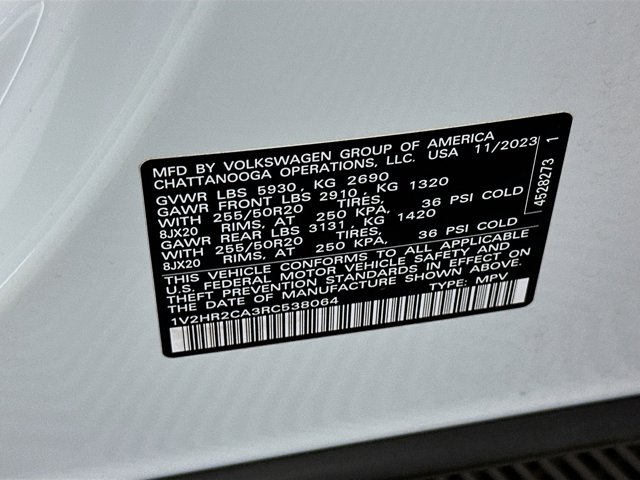 MFD BY VOLKSWAGEN GROUP OF AMERICA
CHATTANOOGA OPERATIONS, LLC. USA 11/2023
GVWR LBS 5930, KG 2690
GAWR FRONT LBS 2910, KG 1320
WITH 255/50R20 TIRES, 36 PSI COLD
8JX20 RIMS, AT 250 KPA,
GAWR REAR LBS 3131, KG 1420
WITH 255/50R20 TIRES, 36 PSI COLD
8JX20 RIMS, AT 250 KPA,
THIS VEHICLE CONFORMS TO ALL APPLICABLE
U.S. FEDERAL MOTOR VEHICLE SAFETY AND
THEFT PREVENTION STANDARDS IN EFFECT ON
THE DATE OF MANUFACTURE SHOWN ABOVE.
TYPE: MPV
1V2HR2CA3RC538064
4528273 1